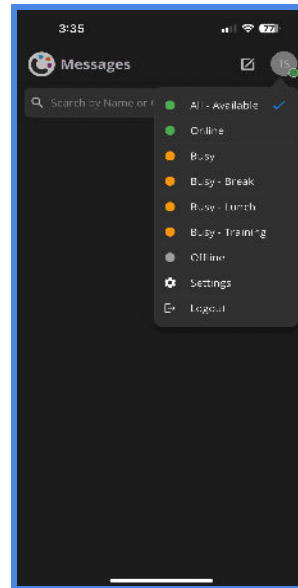 3:35
77
Messages
TS
Search by Name or
All - Available
Online
Busy
Busy - Break
Busy - Lunch
Busy - Training
Offline
Settings
Logout